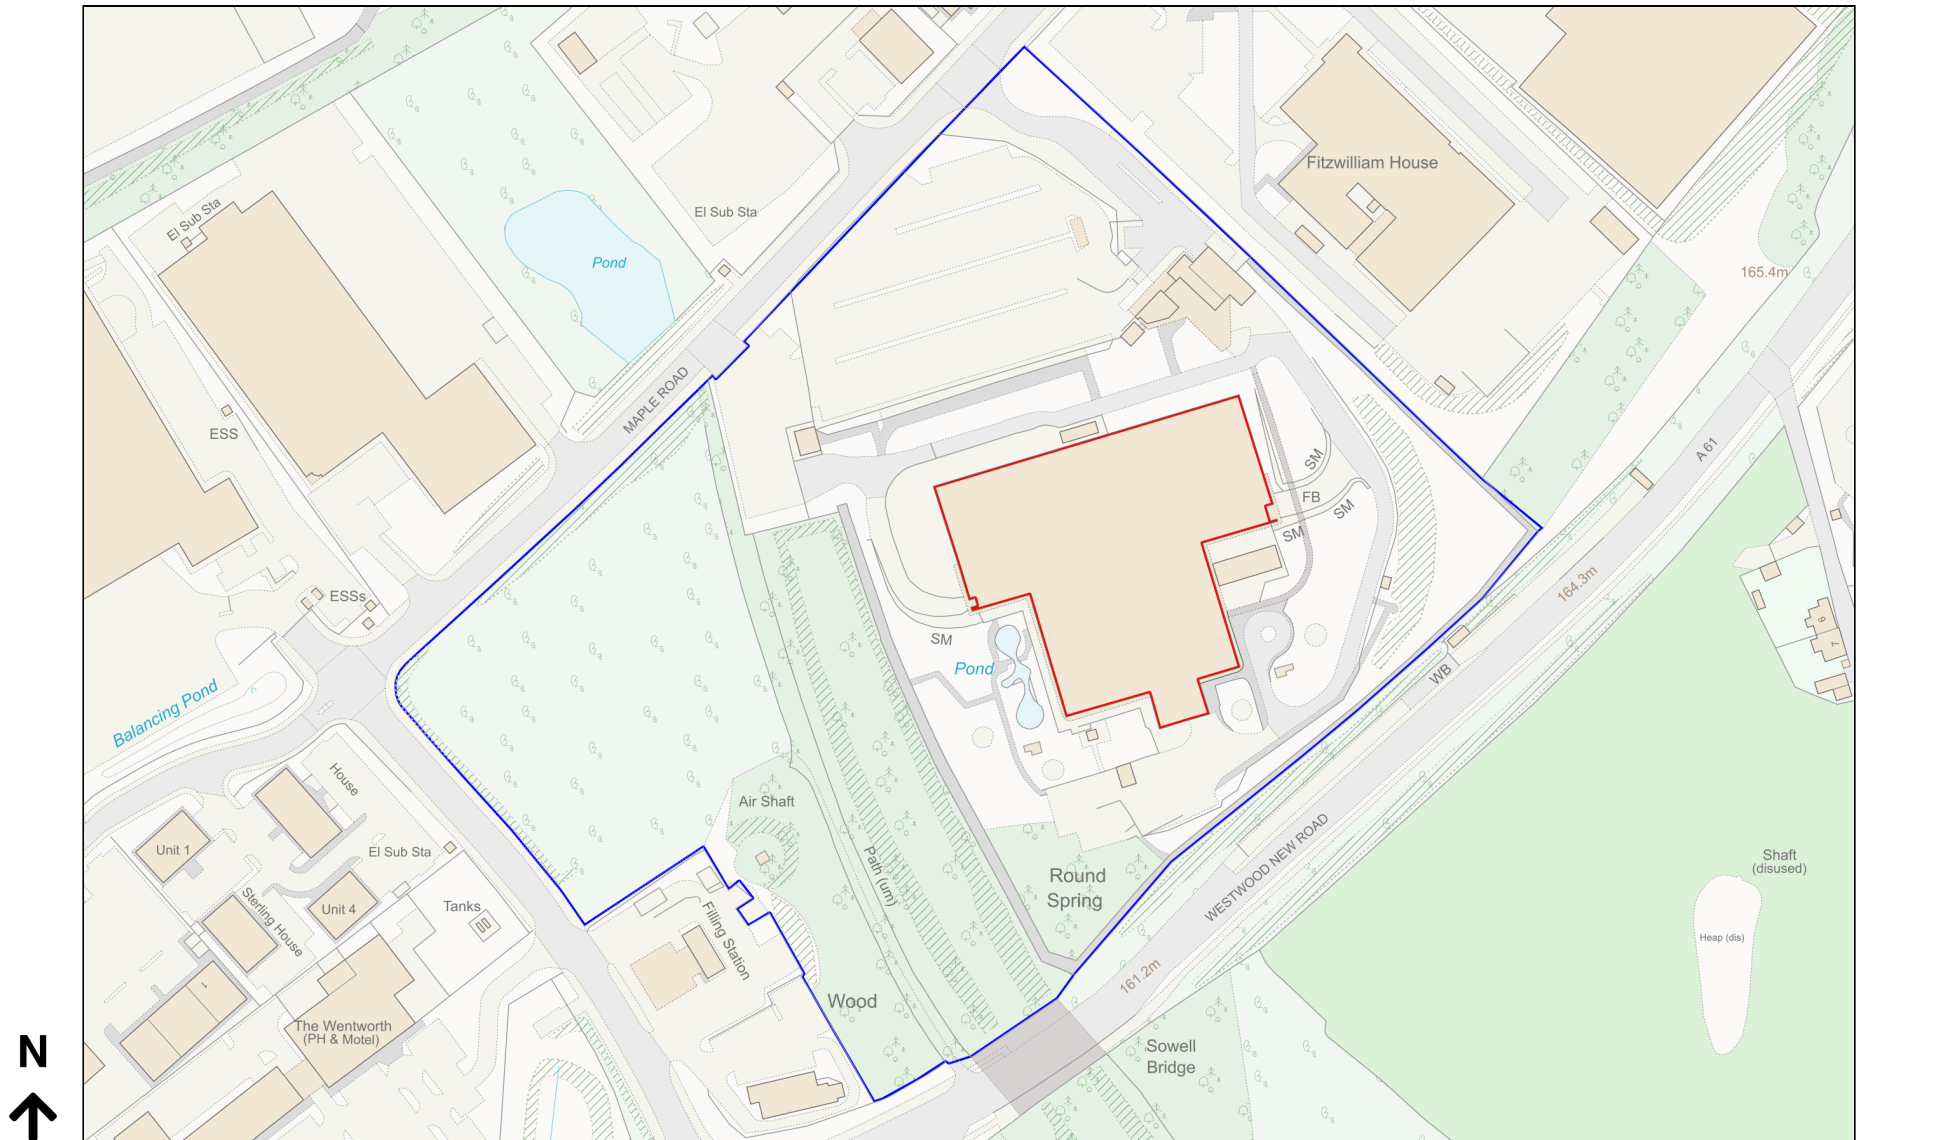 Fitzwilliam House
El Sub Sta
El Sub Sta
Pond
165.4m
MAPLE ROAD
ESS
A 61
SM
FB
SM
SM
ESSs
164.3m
SM
Pond
6
7
WB
Balancing Pond
House
Air Shaft
Unit 1
El Sub Sta
Path (um)
WESTWOOD NEW ROAD
Shaft
(disused)
Round
Spring
Sterling House
Unit 4
Tanks
Filling Station
Heap (dis)
161.2m
1
Wood
The Wentworth
(PH & Motel)
Sowell
Bridge
N